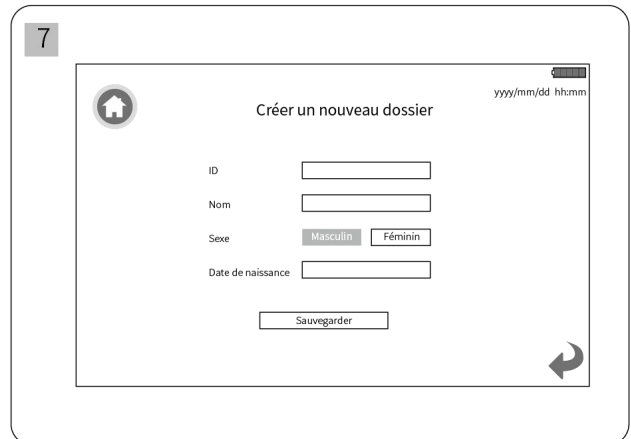 7
yyyy/mm/dd hh:mm
Créer un nouveau dossier
ID
Nom
Sexe Masculin Féminin
Date de naissance
Sauvegarder